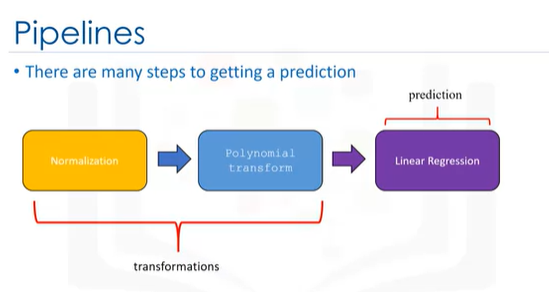 Pipelines
• There are many steps to getting a prediction
prediction
Normalization
Polynomial
transform
Linear Regression
transformations